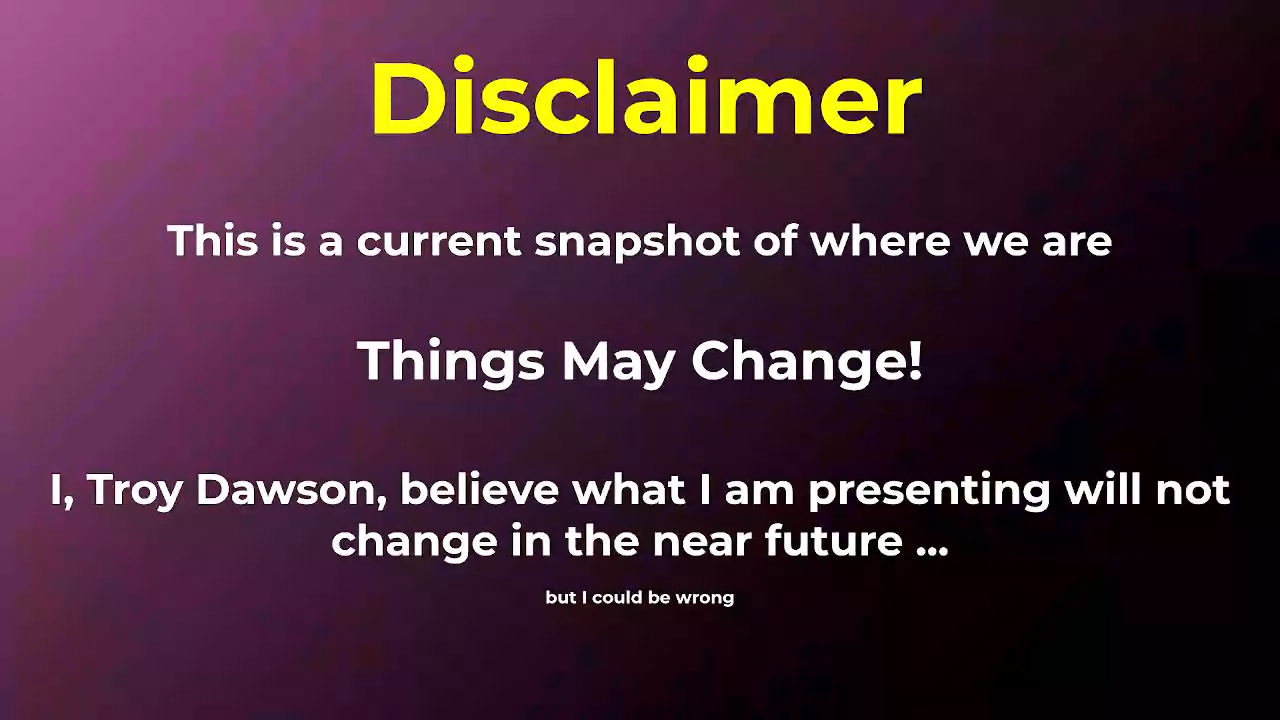 Disclaimer
This is a current snapshot of where we are
Things May Change!
I, Troy Dawson, believe what I am presenting will not
change in the near future ...
but I could be wrong